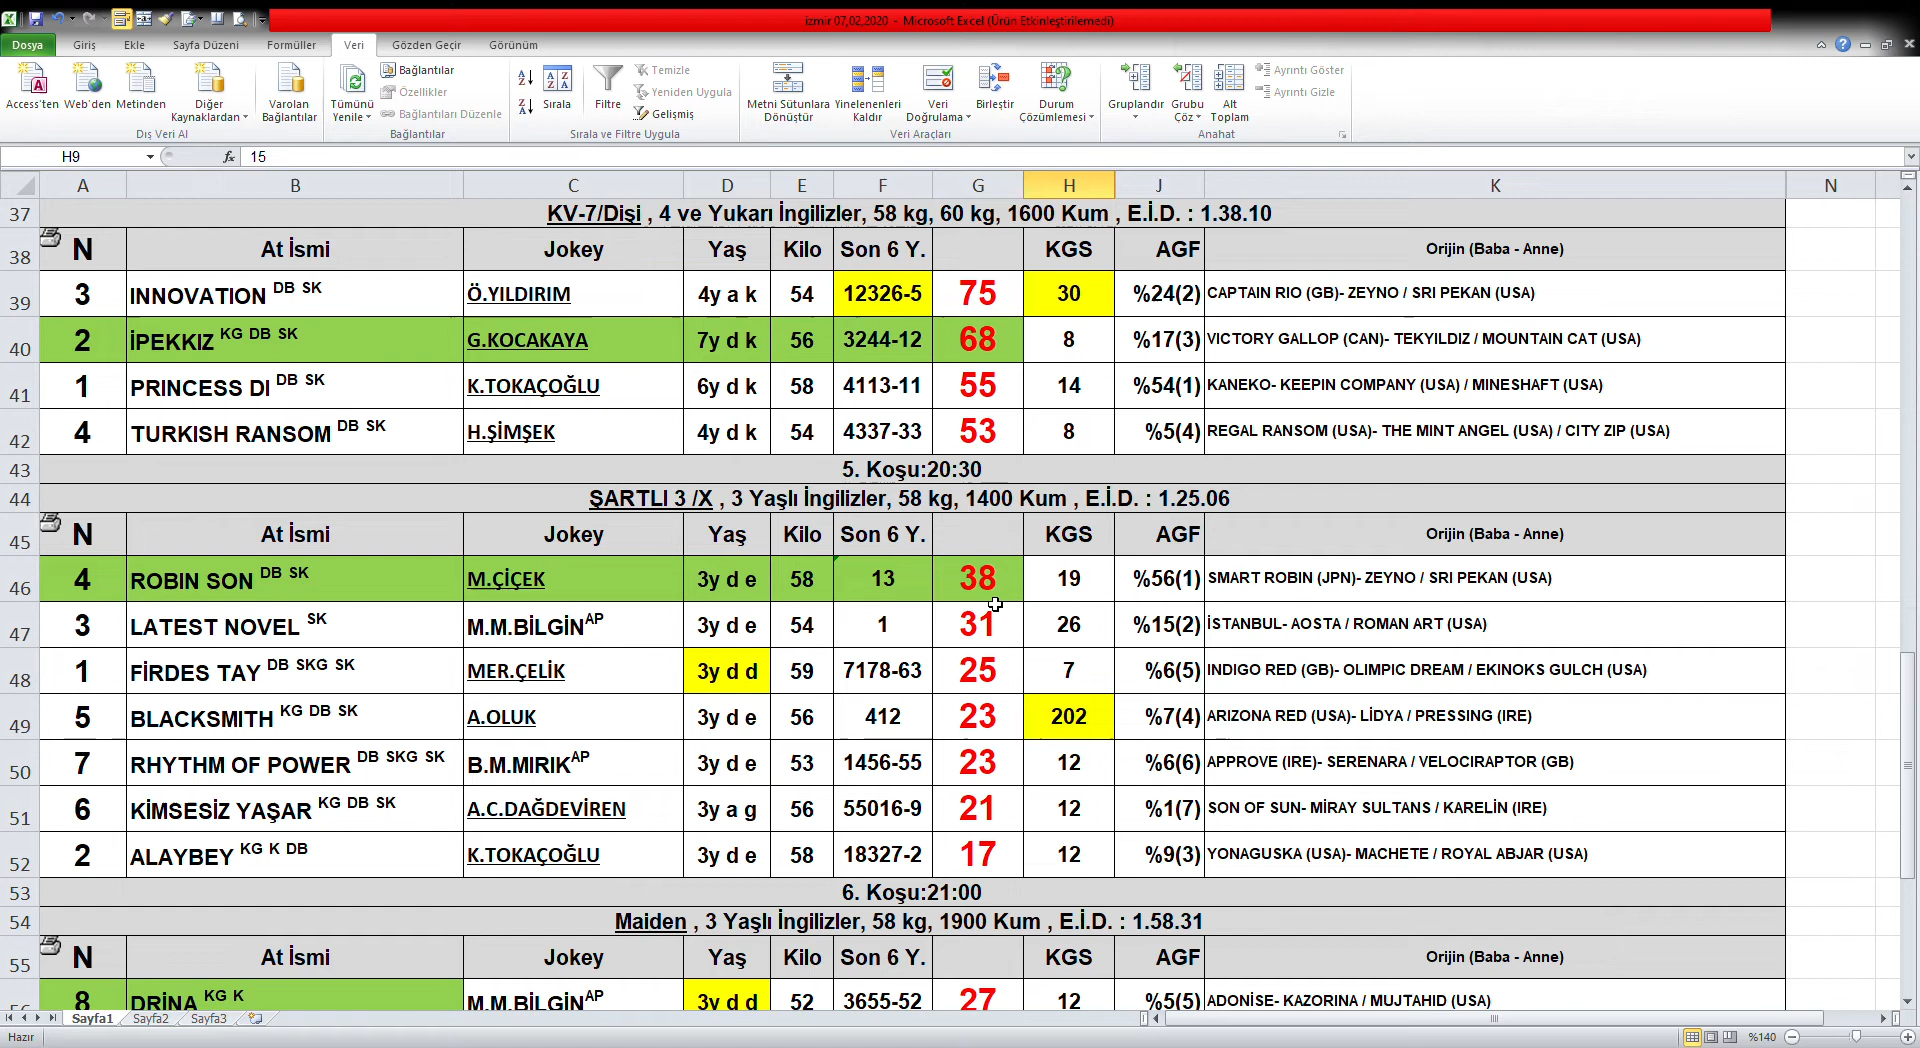 izmir 07,02,2020 - Microsoft Excel (Ürün Etkinleştirilemedi)
Dosya Giriş Ekle Sayfa Düzeni Formüller Veri Gözden Geçir Görünüm
Access'ten Web'den Metinden Diğer Kaynaklardan Varolan Bağlantılar
Dış Veri Al
Tümünü Yenile Bağlantılar Özellikler Bağlantıları Düzenle
Bağlantılar
Sırala Filtre Temizle Yeniden Uygula Gelişmiş
Sırala ve Filtre Uygula
Metni Sütunlara Dönüştür Yinelenenleri Kaldır Veri Doğrulama Birleştir Durum Çözümlemesi
Veri Araçları
Gruplandır Grubu Çöz Alt Toplam Ayrıntı Göster Ayrıntı Gizle
Anahat
H9 fx 15
A B C D E F G H J K N
37 KV-7/Dişi , 4 ve Yukarı İngilizler, 58 kg, 60 kg, 1600 Kum , E.İ.D. : 1.38.10
38 N At İsmi Jokey Yaş Kilo Son 6 Y. KGS AGF Orijin (Baba - Anne)
39 3 INNOVATION DB SK Ö.YILDIRIM 4y a k 54 12326-5 75 30 %24(2) CAPTAIN RIO (GB)- ZEYNO / SRI PEKAN (USA)
40 2 İPEKKIZ KG DB SK G.KOCAKAYA 7y d k 56 3244-12 68 8 %17(3) VICTORY GALLOP (CAN)- TEKYILDIZ / MOUNTAIN CAT (USA)
41 1 PRINCESS DI DB SK K.TOKAÇOĞLU 6y d k 58 4113-11 55 14 %54(1) KANEKO- KEEPIN COMPANY (USA) / MINESHAFT (USA)
42 4 TURKISH RANSOM DB SK H.ŞİMŞEK 4y d k 54 4337-33 53 8 %5(4) REGAL RANSOM (USA)- THE MINT ANGEL (USA) / CITY ZIP (USA)
43 5. Koşu:20:30
44 ŞARTLI 3 /X , 3 Yaşlı İngilizler, 58 kg, 1400 Kum , E.İ.D. : 1.25.06
45 N At İsmi Jokey Yaş Kilo Son 6 Y. KGS AGF Orijin (Baba - Anne)
46 4 ROBIN SON DB SK M.ÇİÇEK 3y d e 58 13 38 19 %56(1) SMART ROBIN (JPN)- ZEYNO / SRI PEKAN (USA)
47 3 LATEST NOVEL SK M.M.BİLGİN AP 3y d e 54 1 31 26 %15(2) İSTANBUL- AOSTA / ROMAN ART (USA)
48 1 FİRDES TAY DB SKG SK MER.ÇELİK 3y d d 59 7178-63 25 7 %6(5) INDIGO RED (GB)- OLIMPIC DREAM / EKINOKS GULCH (USA)
49 5 BLACKSMITH KG DB SK A.OLUK 3y d e 56 412 23 202 %7(4) ARIZONA RED (USA)- LİDYA / PRESSING (IRE)
50 7 RHYTHM OF POWER DB SKG SK B.M.MIRIK AP 3y d e 53 1456-55 23 12 %6(6) APPROVE (IRE)- SERENARA / VELOCIRAPTOR (GB)
51 6 KİMSESİZ YAŞAR KG DB SK A.C.DAĞDEVİREN 3y a g 56 55016-9 21 12 %1(7) SON OF SUN- MİRAY SULTANS / KARELİN (IRE)
52 2 ALAYBEY KG K DB K.TOKAÇOĞLU 3y d e 58 18327-2 17 12 %9(3) YONAGUSKA (USA)- MACHETE / ROYAL ABJAR (USA)
53 6. Koşu:21:00
54 Maiden , 3 Yaşlı İngilizler, 58 kg, 1900 Kum , E.İ.D. : 1.58.31
55 N At İsmi Jokey Yaş Kilo Son 6 Y. KGS AGF Orijin (Baba - Anne)
56 8 DRİNA KG K M.M.BİLGİN AP 3y d d 52 3655-52 27 12 %5(5) ADONİSE- KAZORINA / MUJTAHID (USA)
Sayfa1 Sayfa2 Sayfa3
Hazır %140